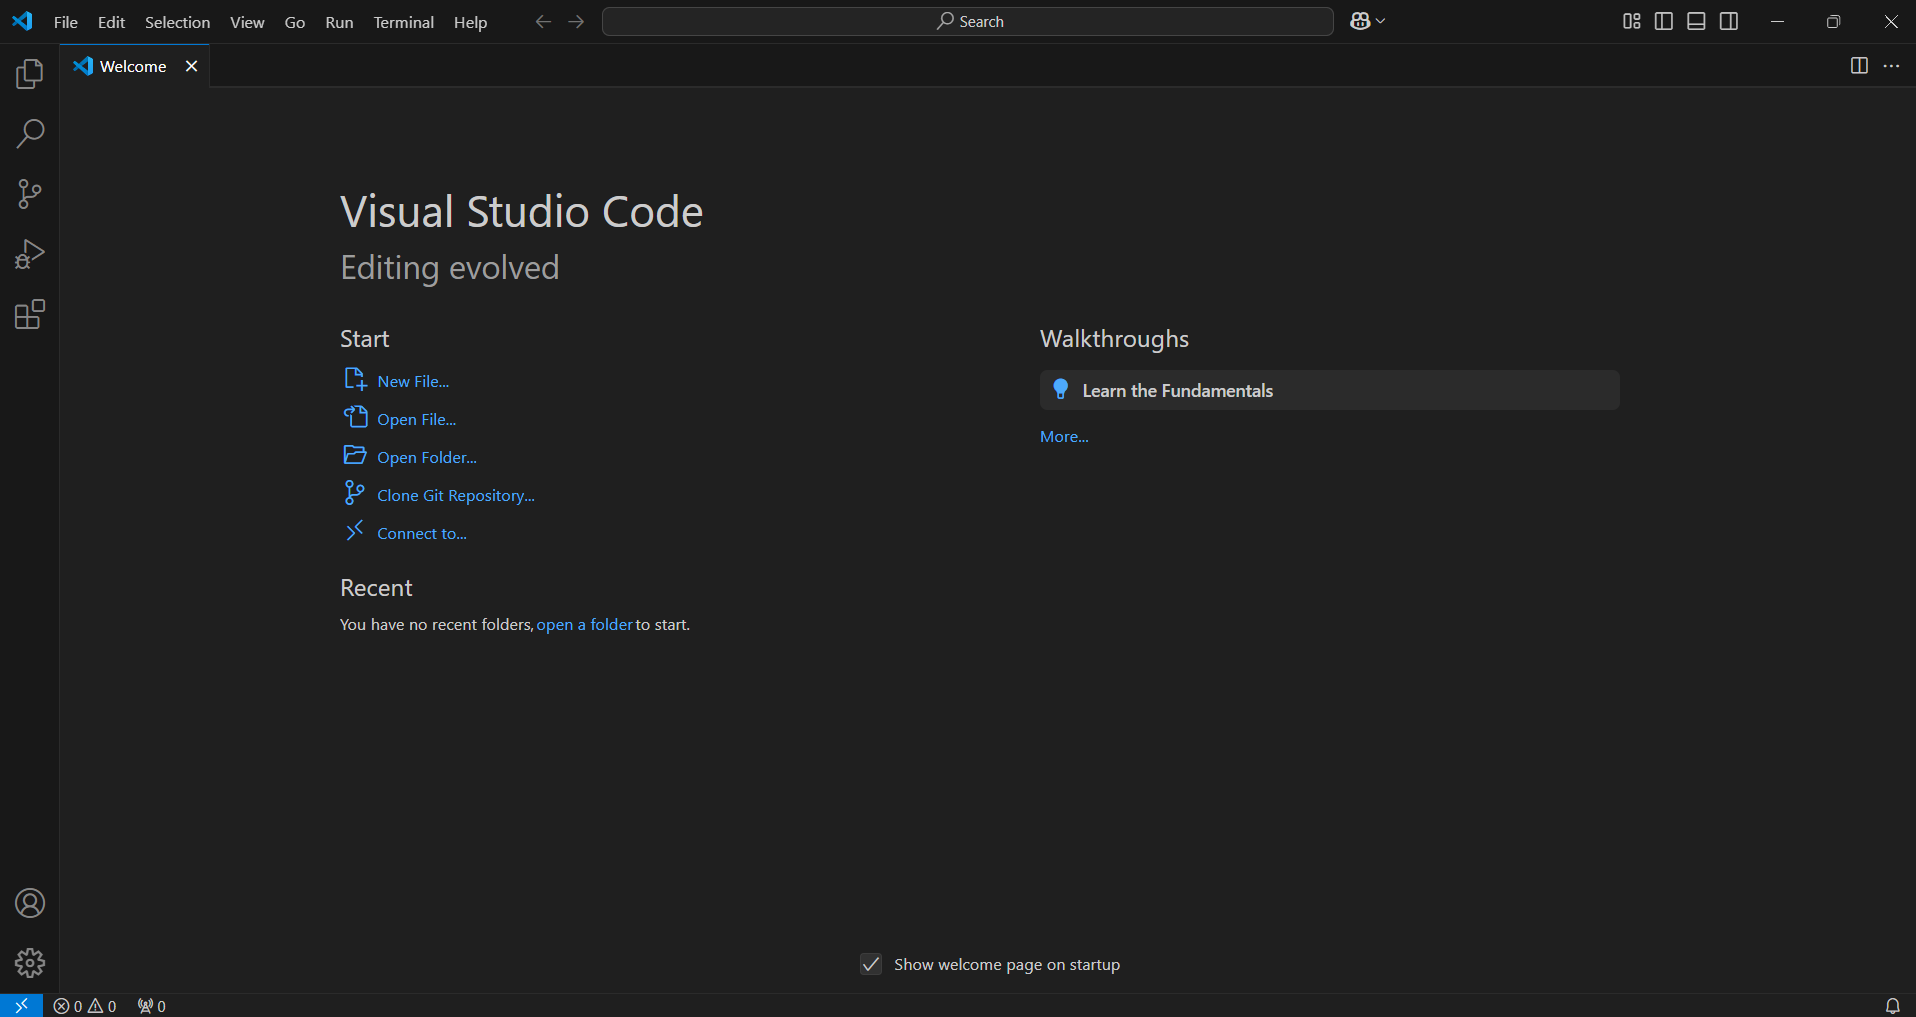 File Edit Selection View Go Run Terminal Help
Search
Welcome
Visual Studio Code
Editing evolved
Start
New File...
Open File...
Open Folder...
Clone Git Repository...
Connect to...
Recent
You have no recent folders, open a folder to start.
Walkthroughs
Learn the Fundamentals
More...
Show welcome page on startup
0 0 0